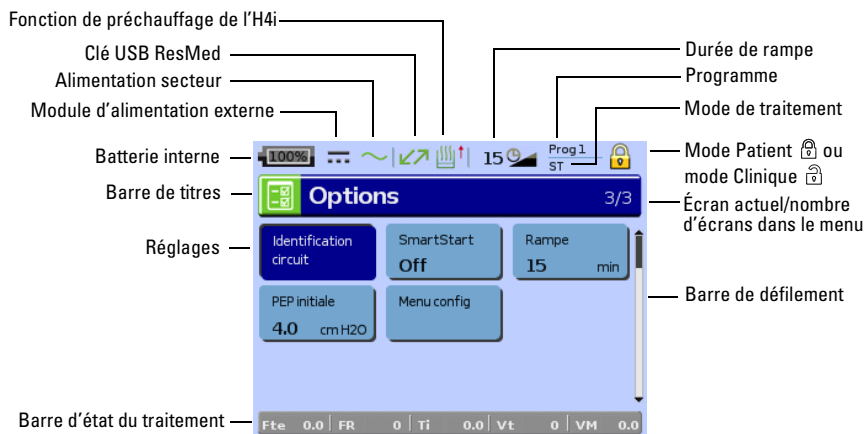 Fonction de préchauffage de l'H4i
Clé USB ResMed
Alimentation secteur
Module d'alimentation externe
Batterie interne
Barre de titres
Réglages
Barre d'état du traitement
Durée de rampe
Programme
Mode de traitement
Mode Patient ou
mode Clinique
Écran actuel/nombre
d'écrans dans le menu
Barre de défilement
100%
15
Prog1
ST
Options
3/3
Identification
circuit
SmartStart
Off
Rampe
15 min
PEP initiale
4.0 cm H2O
Menu config
Fte 0.0 FR 0 Ti 0.0 Vt 0 VM 0.0